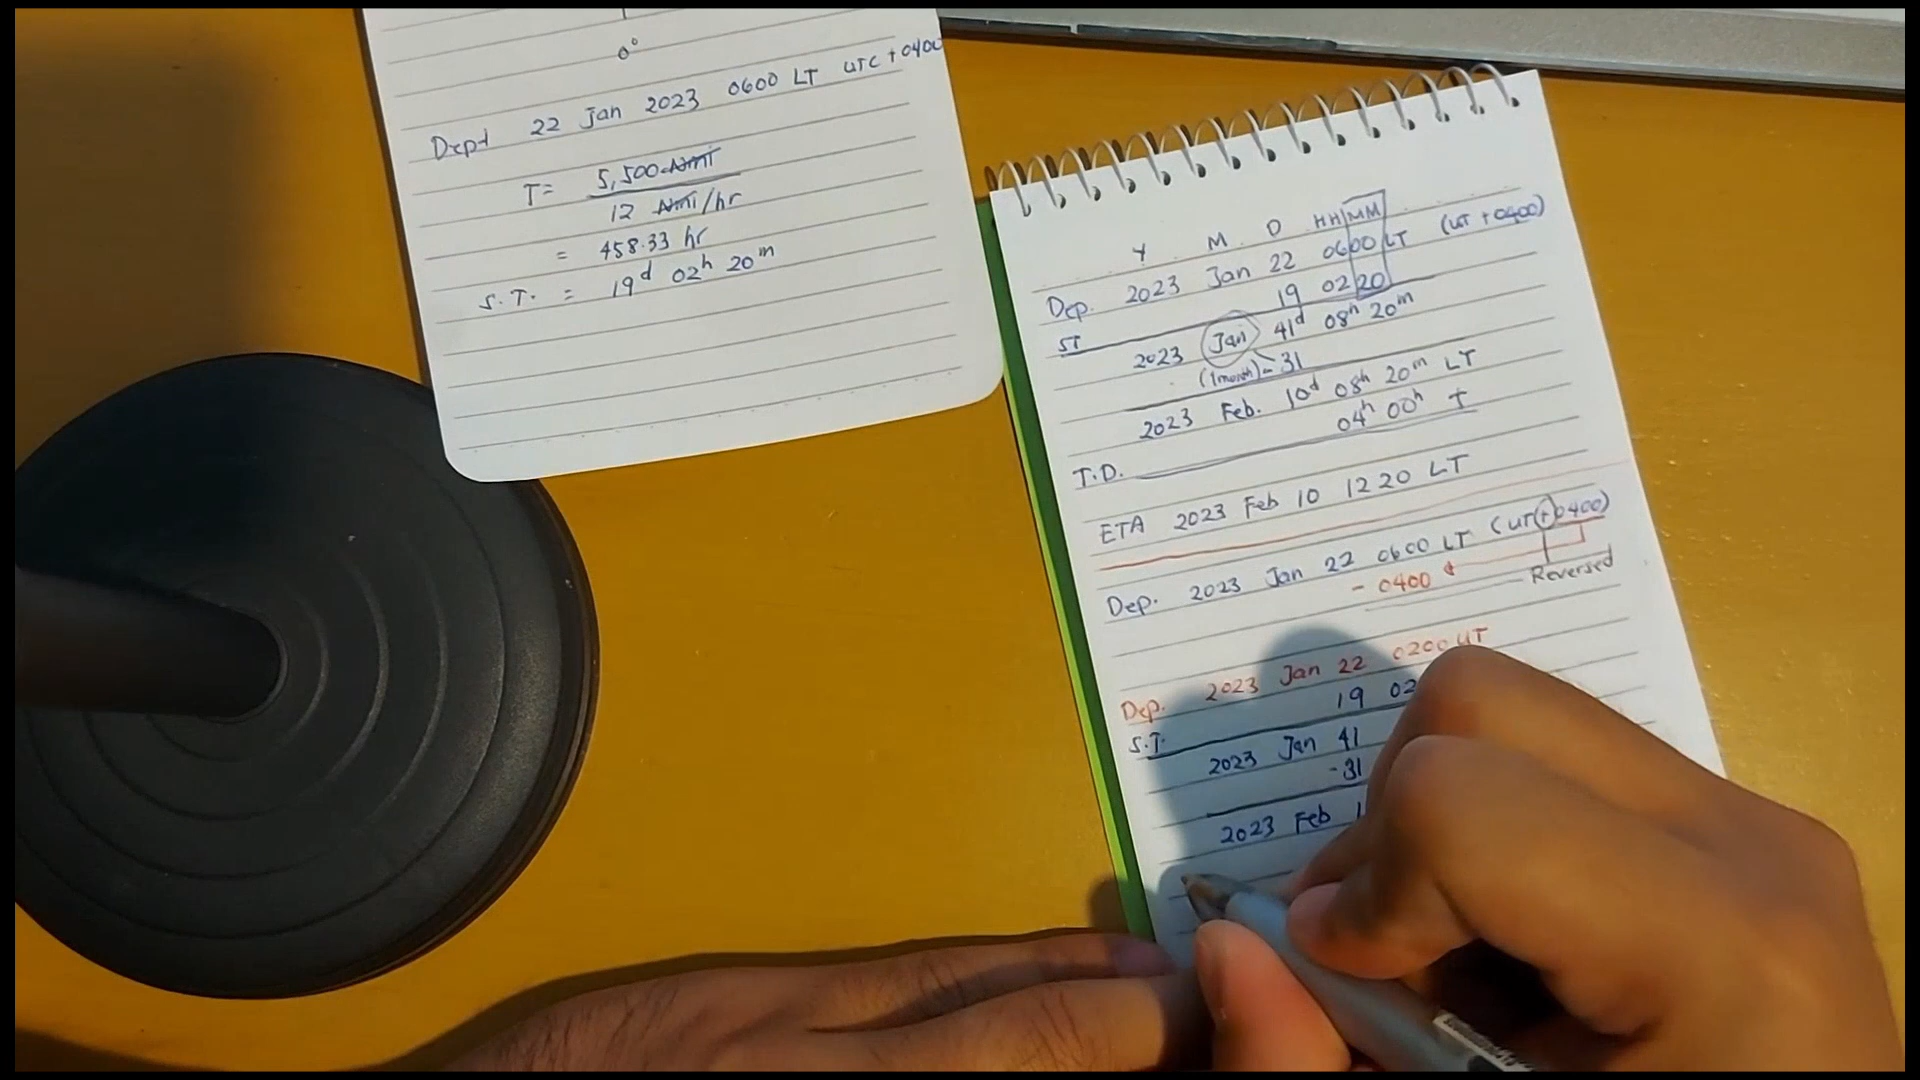 0°
Dept 22 Jan 2023 0600 LT UTC + 0400
T = 5,500 Nmi
12 Nmi/hr
= 458.33 hr
S.T. = 19d 02h 20m
Y M D HH MM
Dep. 2023 Jan 22 0600 LT (UT + 0400)
ST 19 02 20
2023 Jan 41d 08h 20m
(1 month) - 31
2023 Feb. 10d 08h 20m LT
T.D. 04h 00h +
ETA 2023 Feb 10 1220 LT
Dep. 2023 Jan 22 0600 LT (UT + 0400)
- 0400 Reversed
Dep. 2023 Jan 22 0200 UT
S.T. 19 02
2023 Jan 41
- 31
2023 Feb 1